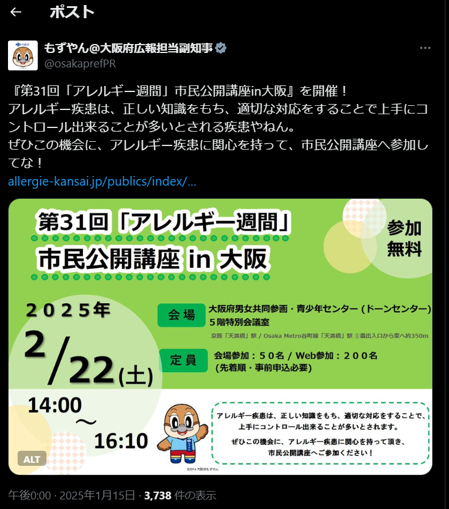 ポスト
もずやん@大阪府広報担当副知事
@osakaprefPR
『第31回「アレルギー週間」市民公開講座in大阪』を開催！
アレルギー疾患は、正しい知識をもち、適切な対応をすることで上手にコ
ントロール出来ることが多いとされる疾患やねん。
ぜひこの機会に、アレルギー疾患に関心を持って、市民公開講座へ参加し
てな！
allergie-kansai.jp/publics/index/...
第31回「アレルギー週間」
市民公開講座 in 大阪
参加
無料
２０２５年
2/22(土)
14:00
～
16:10
会 場
大阪府男女共同参画・青少年センター (ドーンセンター)
５階特別会議室
京阪「天満橋」駅 / Osaka Metro谷町線「天満橋」駅 ①番出入口から東へ約350m
定 員
会場参加：５０名 / Web参加：２００名
(先着順・事前申込必要)
アレルギー疾患は、正しい知識をもち、適切な対応をすることで、
上手にコントロール出来ることが多いとされます。
ぜひこの機会に、アレルギー疾患に関心を持って頂き、
市民公開講座へご参加ください！
ALT
午後0:00 · 2025年1月15日 · 3,738 件の表示